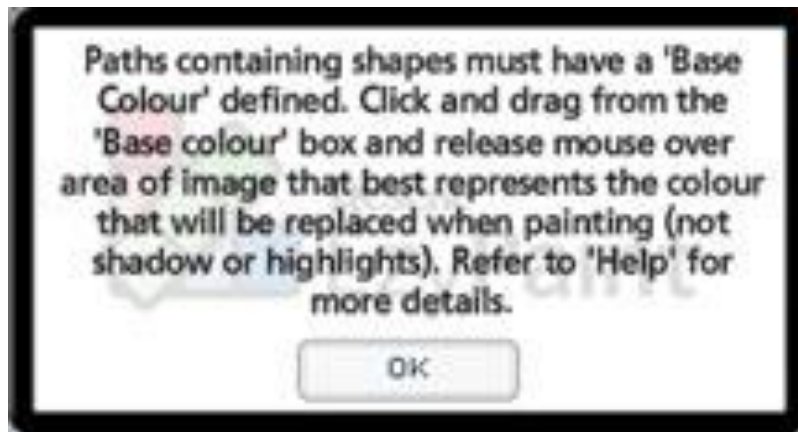 Paths containing shapes must have a 'Base
Colour' defined. Click and drag from the
'Base colour' box and release mouse over
area of image that best represents the colour
that will be replaced when painting (not
shadow or highlights). Refer to 'Help' for
more details.
OK